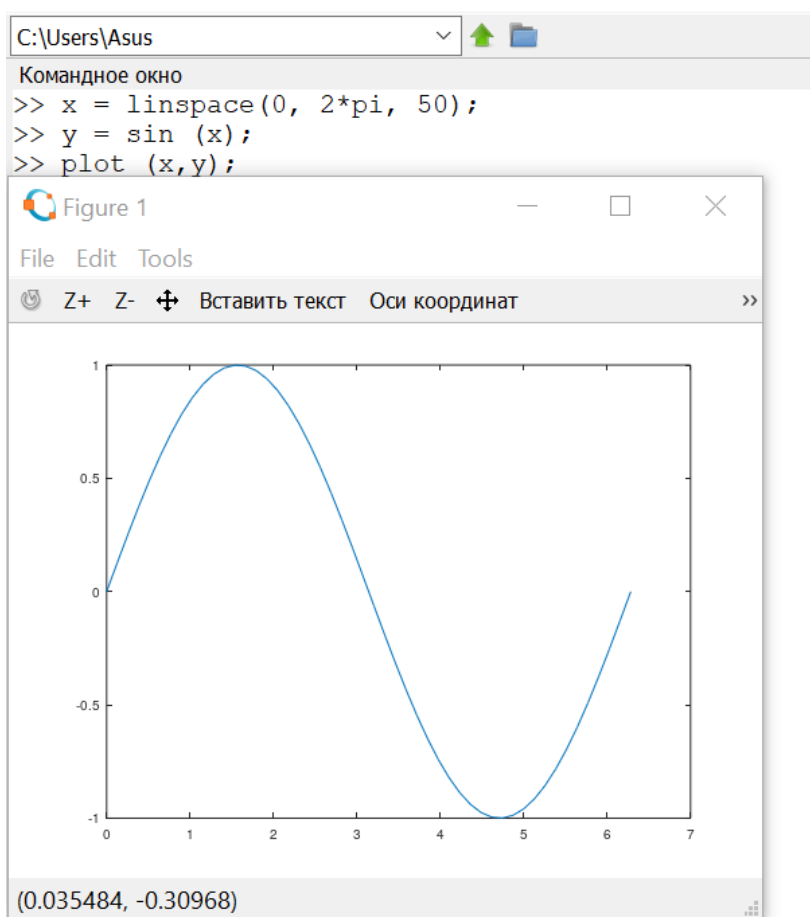 C:\Users\Asus
Командное окно
>> x = linspace(0, 2*pi, 50);
>> y = sin (x);
>> plot (x,y);
Figure 1
File Edit Tools
Z+ Z- Вставить текст Оси координат »
1
0.5
0
-0.5
-1
0 1 2 3 4 5 6 7
(0.035484, -0.30968)